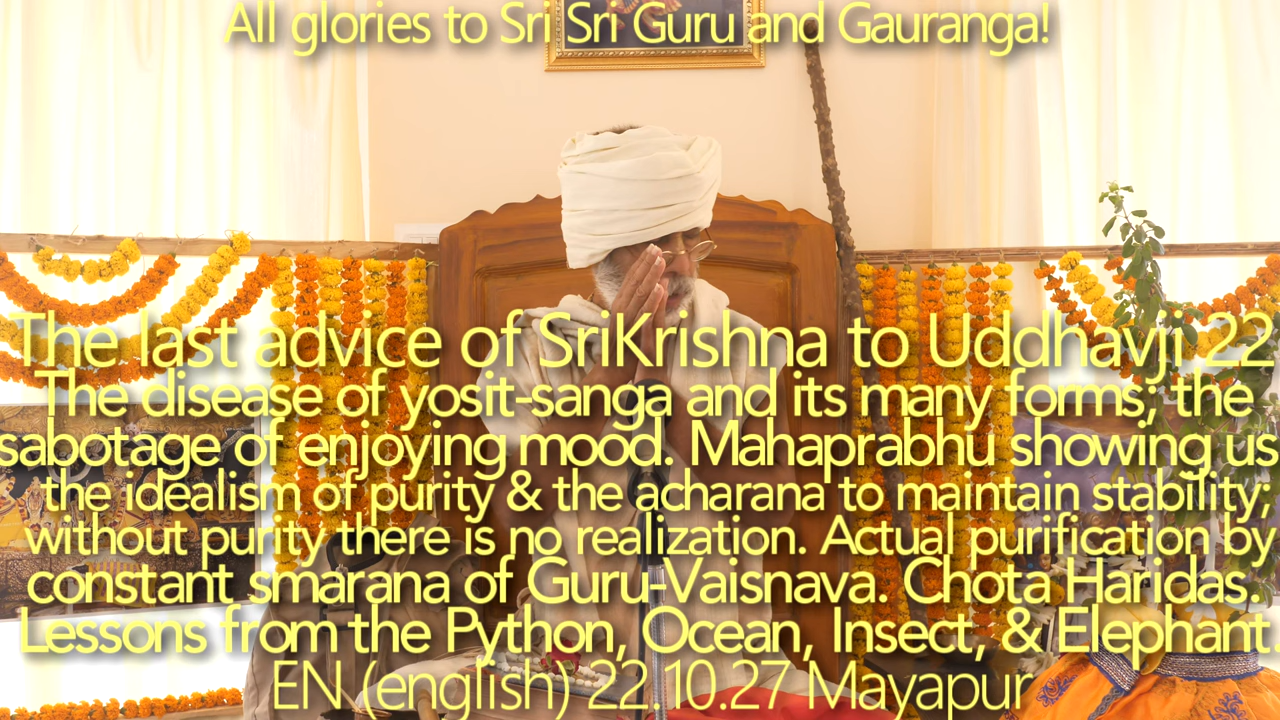 All glories to Sri Sri Guru and Gauranga!
The last advice of SriKrishna to Uddhavji 22
The disease of yosit-sanga and its many forms; the
sabotage of enjoying mood. Mahaprabhu showing us
the idealism of purity & the acharana to maintain stability;
without purity there is no realization. Actual purification by
constant smarana of Guru-Vaisnava. Chota Haridas.
Lessons from the Python, Ocean, Insect, & Elephant.
EN (english) 22.10.27 Mayapur